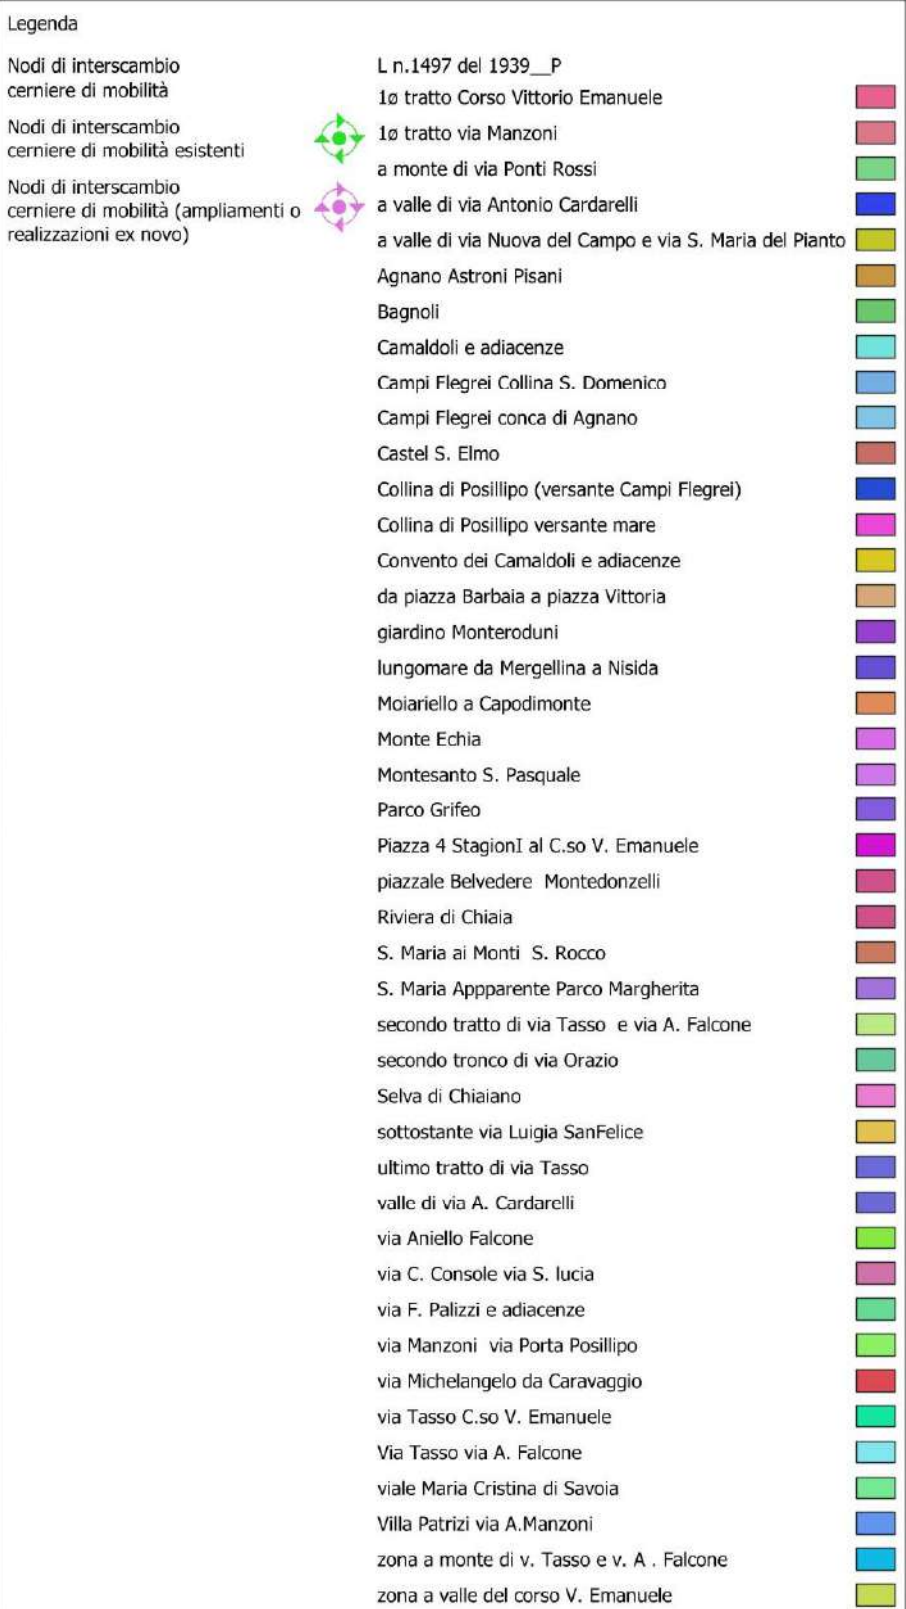 Legenda
Nodi di interscambio
cerniere di mobilità
Nodi di interscambio
cerniere di mobilità esistenti
Nodi di interscambio
cerniere di mobilità (ampliamenti o
realizzazioni ex novo)
L n.1497 del 1939__P
1ø tratto Corso Vittorio Emanuele
1ø tratto via Manzoni
a monte di via Ponti Rossi
a valle di via Antonio Cardarelli
a valle di via Nuova del Campo e via S. Maria del Pianto
Agnano Astroni Pisani
Bagnoli
Camaldoli e adiacenze
Campi Flegrei Collina S. Domenico
Campi Flegrei conca di Agnano
Castel S. Elmo
Collina di Posillipo (versante Campi Flegrei)
Collina di Posillipo versante mare
Convento dei Camaldoli e adiacenze
da piazza Barbaia a piazza Vittoria
giardino Monteroduni
lungomare da Mergellina a Nisida
Moiariello a Capodimonte
Monte Echia
Montesanto S. Pasquale
Parco Grifeo
Piazza 4 StagionI al C.so V. Emanuele
piazzale Belvedere  Montedonzelli
Riviera di Chiaia
S. Maria ai Monti  S. Rocco
S. Maria Appparente Parco Margherita
secondo tratto di via Tasso  e via A. Falcone
secondo tronco di via Orazio
Selva di Chiaiano
sottostante via Luigia SanFelice
ultimo tratto di via Tasso
valle di via A. Cardarelli
via Aniello Falcone
via C. Console via S. lucia
via F. Palizzi e adiacenze
via Manzoni  via Porta Posillipo
via Michelangelo da Caravaggio
via Tasso C.so V. Emanuele
Via Tasso via A. Falcone
viale Maria Cristina di Savoia
Villa Patrizi via A.Manzoni
zona a monte di v. Tasso e v. A . Falcone
zona a valle del corso V. Emanuele